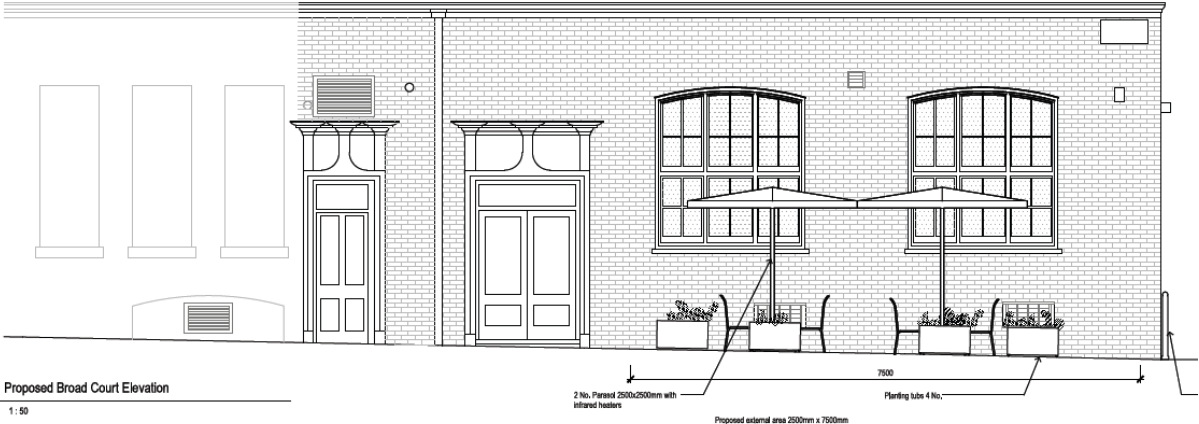 7500
Proposed Broad Court Elevation
1 : 50
2 No. Parasol 2500x2500mm with
infrared heaters
Planting tubs 4 No.
Proposed external area 2500mm x 7500mm